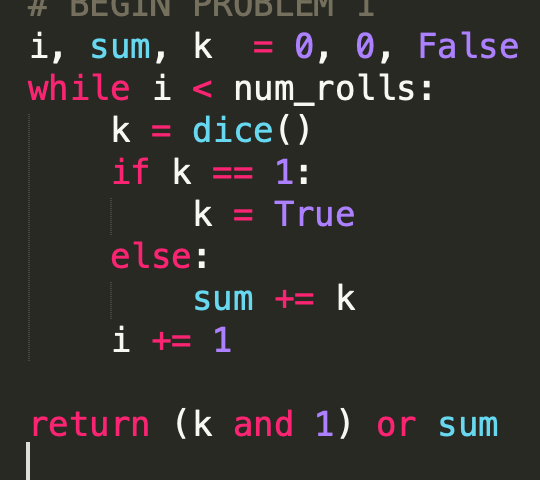 # BEGIN PROBLEM 1
i, sum, k  = 0, 0, False
while i < num_rolls:
    k = dice()
    if k == 1:
        k = True
    else:
        sum += k
    i += 1

return (k and 1) or sum